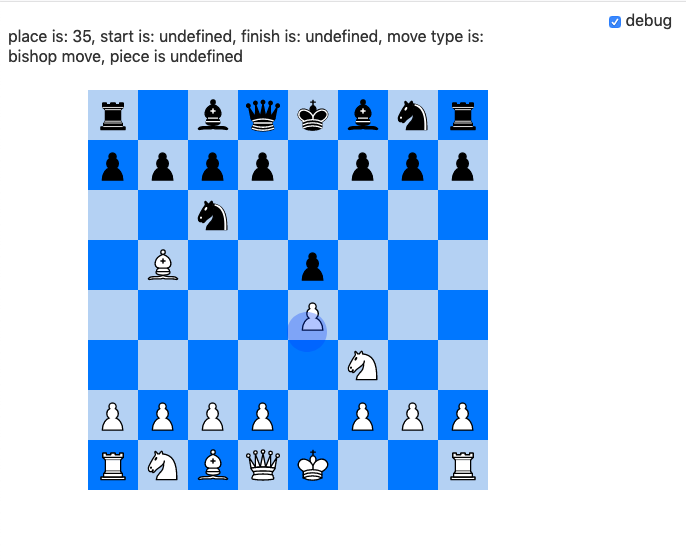 debug
place is: 35, start is: undefined, finish is: undefined, move type is:
bishop move, piece is undefined